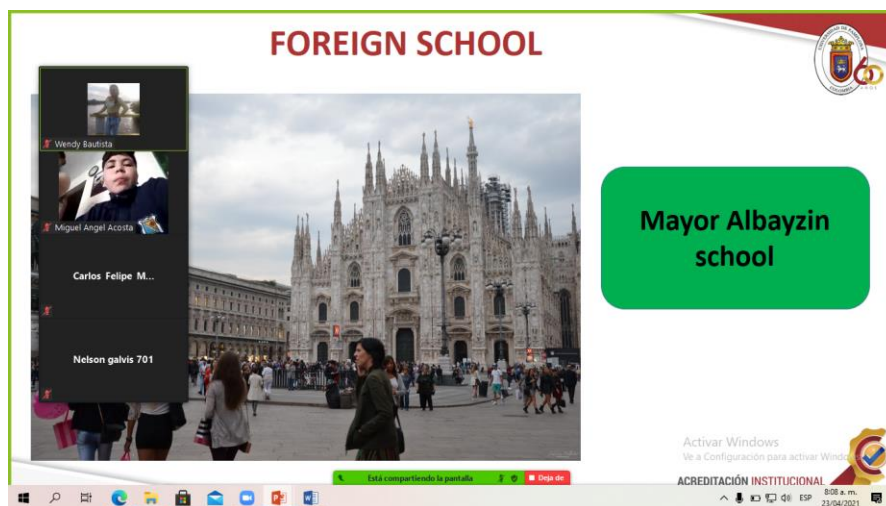 FOREIGN SCHOOL
Wendy Bautista
Miguel Angel Acosta
Carlos Felipe M...
Nelson galvis 701
Mayor Albayzin
school
Activar Windows
Ve a Configuración para activar Windo
ACREDITACIÓN INSTITUCIONAL
Está compartiendo la pantalla
Deja de
ESP
8:08 a. m.
23/04/2021